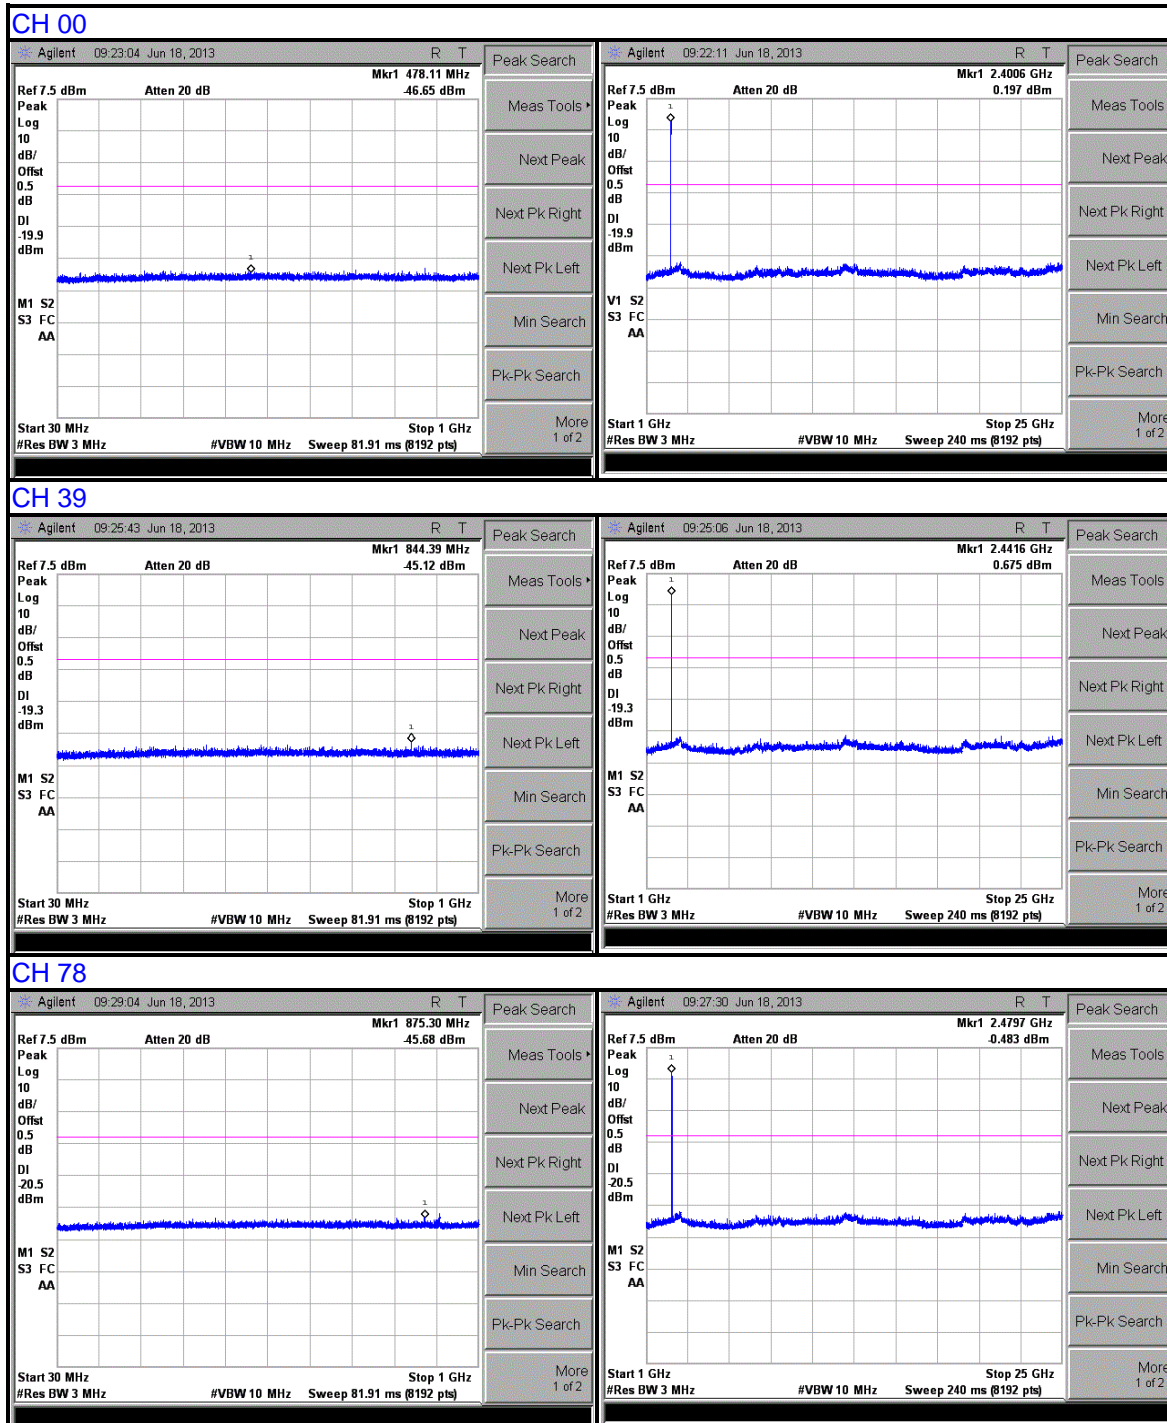 CH 00
Agilent 09:23:04 Jun 18, 2013 R T
Peak Search
Mkr1 478.11 MHz
Ref 7.5 dBm Atten 20 dB -46.65 dBm
Peak
Log
10
dB/
Offst
0.5
dB
DI
-19.9
dBm
1
M1 S2
S3 FC
AA
Start 30 MHz Stop 1 GHz
#Res BW 3 MHz #VBW 10 MHz Sweep 81.91 ms (8192 pts)
Meas Tools
Next Peak
Next Pk Right
Next Pk Left
Min Search
Pk-Pk Search
More
1 of 2
Agilent 09:22:11 Jun 18, 2013 R T
Peak Search
Mkr1 2.4006 GHz
Ref 7.5 dBm Atten 20 dB 0.197 dBm
Peak
Log
10
dB/
Offst
0.5
dB
DI
-19.9
dBm
1
V1 S2
S3 FC
AA
Start 1 GHz Stop 25 GHz
#Res BW 3 MHz #VBW 10 MHz Sweep 240 ms (8192 pts)
Meas Tools
Next Peak
Next Pk Right
Next Pk Left
Min Search
Pk-Pk Search
More
1 of 2
CH 39
Agilent 09:25:43 Jun 18, 2013 R T
Peak Search
Mkr1 844.39 MHz
Ref 7.5 dBm Atten 20 dB -45.12 dBm
Peak
Log
10
dB/
Offst
0.5
dB
DI
-19.3
dBm
1
M1 S2
S3 FC
AA
Start 30 MHz Stop 1 GHz
#Res BW 3 MHz #VBW 10 MHz Sweep 81.91 ms (8192 pts)
Meas Tools
Next Peak
Next Pk Right
Next Pk Left
Min Search
Pk-Pk Search
More
1 of 2
Agilent 09:25:06 Jun 18, 2013 R T
Peak Search
Mkr1 2.4416 GHz
Ref 7.5 dBm Atten 20 dB 0.675 dBm
Peak
Log
10
dB/
Offst
0.5
dB
DI
-19.3
dBm
1
M1 S2
S3 FC
AA
Start 1 GHz Stop 25 GHz
#Res BW 3 MHz #VBW 10 MHz Sweep 240 ms (8192 pts)
Meas Tools
Next Peak
Next Pk Right
Next Pk Left
Min Search
Pk-Pk Search
More
1 of 2
CH 78
Agilent 09:29:04 Jun 18, 2013 R T
Peak Search
Mkr1 875.30 MHz
Ref 7.5 dBm Atten 20 dB -45.68 dBm
Peak
Log
10
dB/
Offst
0.5
dB
DI
-20.5
dBm
1
M1 S2
S3 FC
AA
Start 30 MHz Stop 1 GHz
#Res BW 3 MHz #VBW 10 MHz Sweep 81.91 ms (8192 pts)
Meas Tools
Next Peak
Next Pk Right
Next Pk Left
Min Search
Pk-Pk Search
More
1 of 2
Agilent 09:27:30 Jun 18, 2013 R T
Peak Search
Mkr1 2.4797 GHz
Ref 7.5 dBm Atten 20 dB -0.483 dBm
Peak
Log
10
dB/
Offst
0.5
dB
DI
-20.5
dBm
1
M1 S2
S3 FC
AA
Start 1 GHz Stop 25 GHz
#Res BW 3 MHz #VBW 10 MHz Sweep 240 ms (8192 pts)
Meas Tools
Next Peak
Next Pk Right
Next Pk Left
Min Search
Pk-Pk Search
More
1 of 2